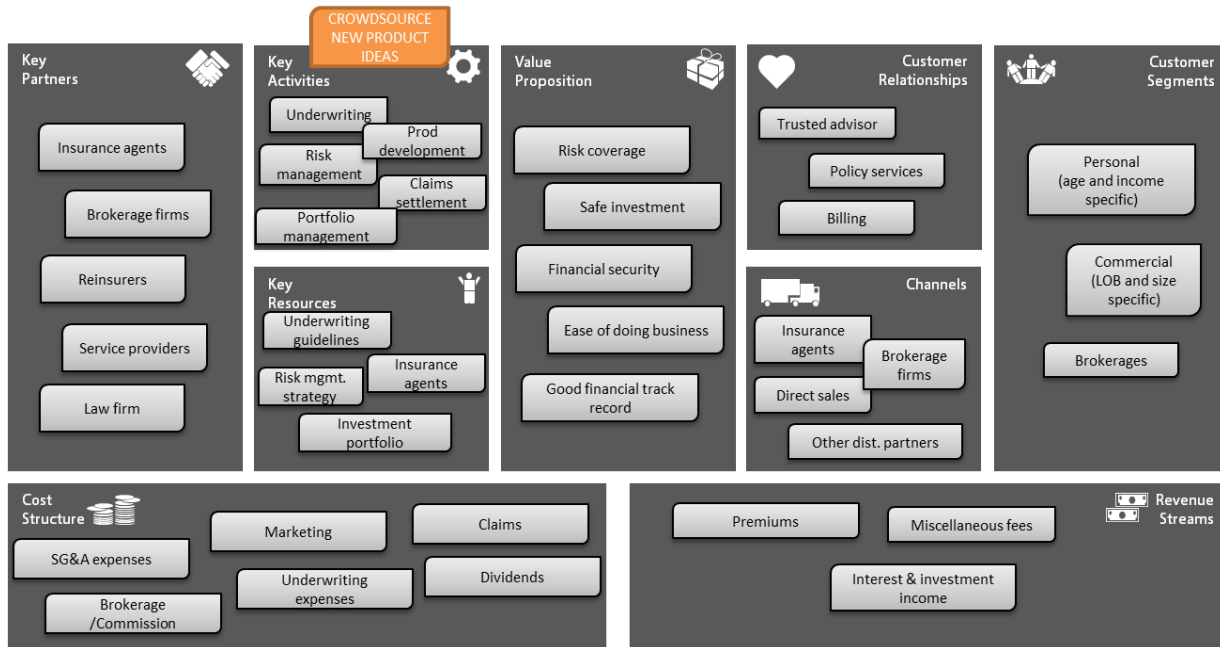 CROWDSOURCE
NEW PRODUCT
IDEAS
Key
Partners
Insurance agents
Brokerage firms
Reinsurers
Service providers
Law firm
Key
Activities
Underwriting
Prod
development
Risk
management
Claims
settlement
Portfolio
management
Key
Resources
Underwriting
guidelines
Insurance
agents
Risk mgmt.
strategy
Investment
portfolio
Value
Proposition
Risk coverage
Safe investment
Financial security
Ease of doing business
Good financial track
record
Customer
Relationships
Trusted advisor
Policy services
Billing
Channels
Insurance
agents
Brokerage
firms
Direct sales
Other dist. partners
Customer
Segments
Personal
(age and income
specific)
Commercial
(LOB and size
specific)
Brokerages
Cost
Structure
Marketing
Claims
SG&A expenses
Underwriting
expenses
Dividends
Brokerage
/Commission
Revenue
Streams
Premiums
Miscellaneous fees
Interest & investment
income